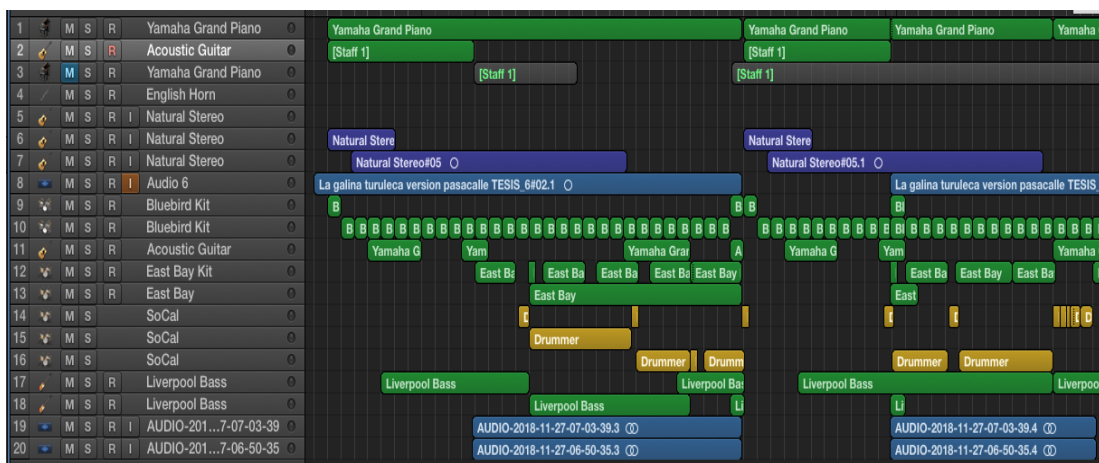 1 M S R Yamaha Grand Piano Yamaha Grand Piano Yamaha Grand Piano Yamaha Grand Piano Yamaha
2 M S R Acoustic Guitar [Staff 1] [Staff 1]
3 M S R Yamaha Grand Piano [Staff 1] [Staff 1]
4 M S R English Horn
5 M S R I Natural Stereo
6 M S R I Natural Stereo Natural Stere Natural Stere
7 M S R I Natural Stereo Natural Stereo#05 Natural Stereo#05.1
8 M S R I Audio 6 La galina turuleca version pasacalle TESIS_6#02.1 La galina turuleca version pasacalle TESIS_
9 M S R Bluebird Kit B B B Bl
10 M S R Bluebird Kit B B B B B B B B B B B B B B B B B B B B B B B B B B B B B B B B B B B B B B B B B B B B B B B B B B
11 M S R Acoustic Guitar Yamaha G Yam Yamaha Gran A Yamaha G Yam Yamaha
12 M S R East Bay Kit East Ba East Ba East Ba East Ba East Bay East Ba East Bay East Ba
13 M S R East Bay East Bay East
14 M S SoCal D D
15 M S SoCal Drummer
16 M S SoCal Drummer Drumm Drummer Drummer
17 M S R Liverpool Bass Liverpool Bass Liverpool Bas Liverpool Bass Liverpoo
18 M S R Liverpool Bass Liverpool Bass Li Li
19 M S R I AUDIO-201...7-07-03-39 AUDIO-2018-11-27-07-03-39.3 AUDIO-2018-11-27-07-03-39.4
20 M S R I AUDIO-201...7-06-50-35 AUDIO-2018-11-27-06-50-35.3 AUDIO-2018-11-27-06-50-35.4